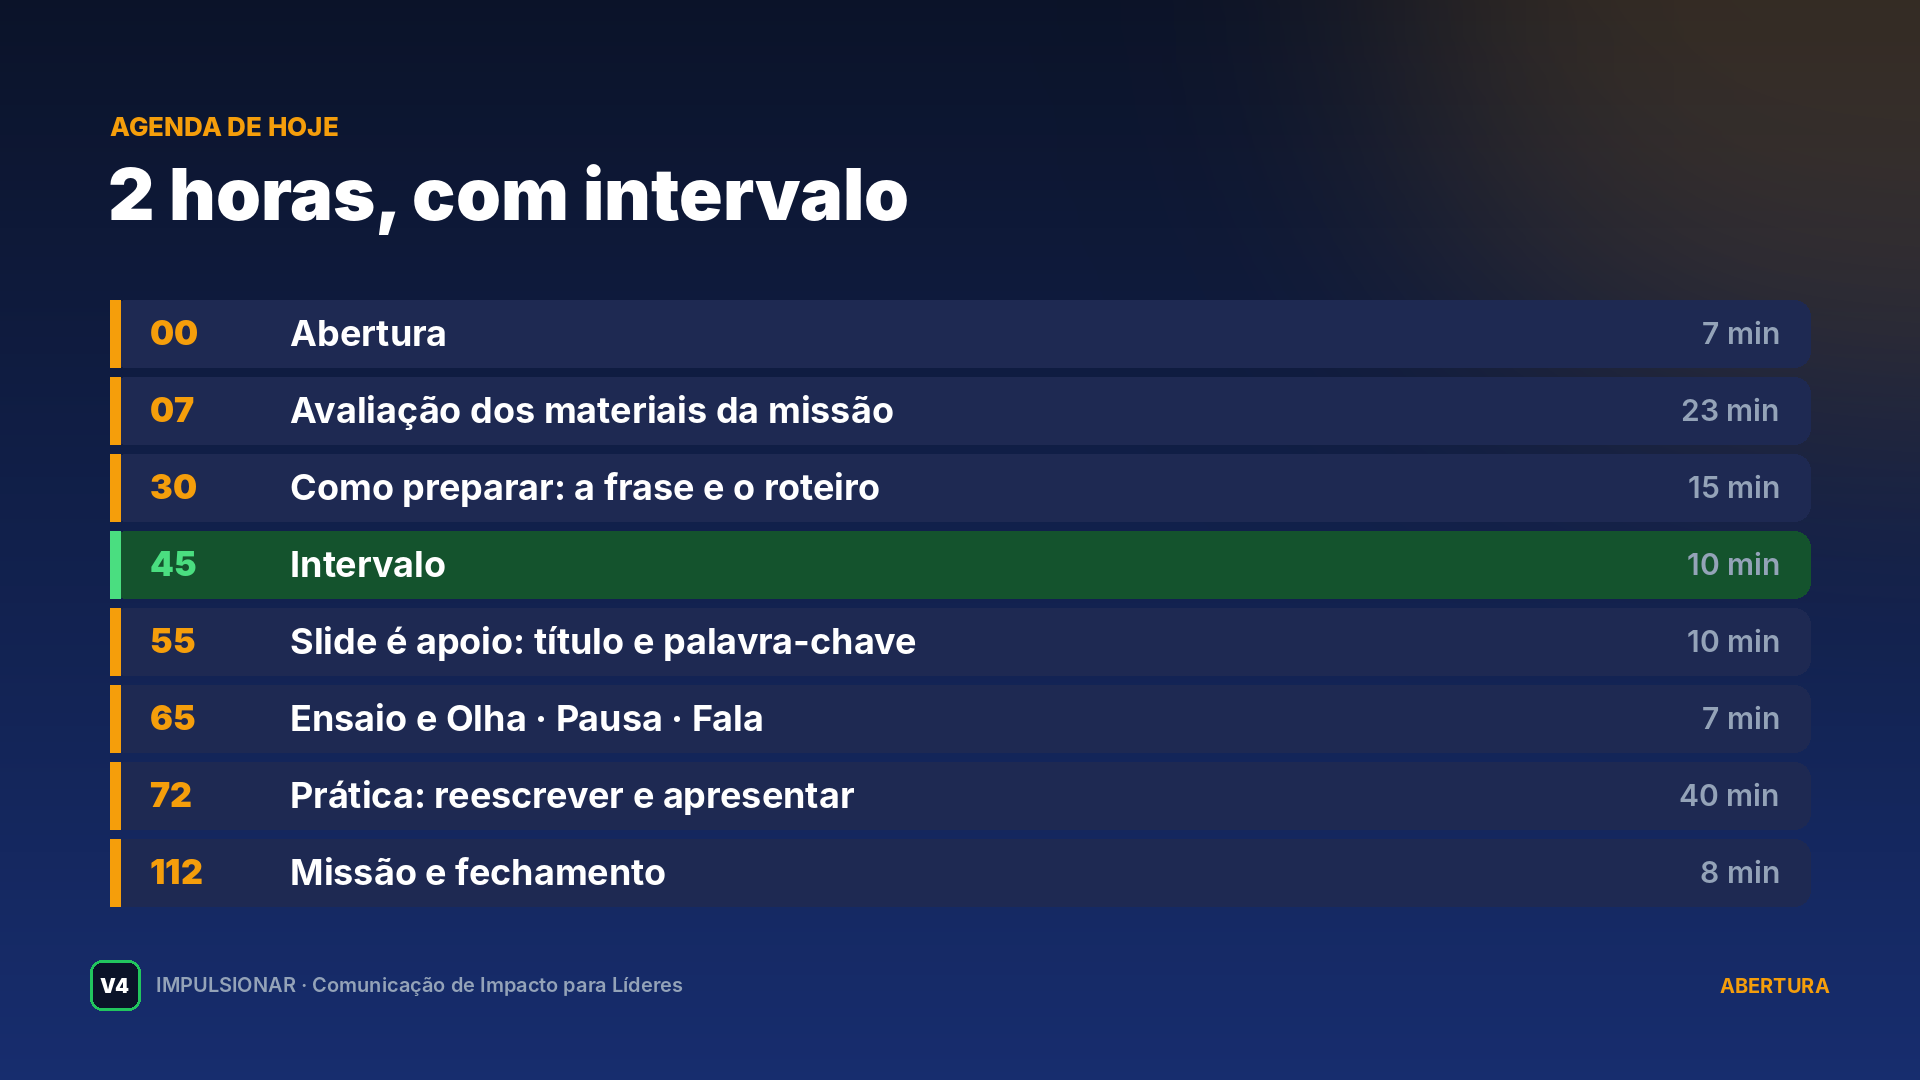 AGENDA DE HOJE
2 horas, com intervalo
00 Abertura 7 min
07 Avaliação dos materiais da missão 23 min
30 Como preparar: a frase e o roteiro 15 min
45 Intervalo 10 min
55 Slide é apoio: título e palavra-chave 10 min
65 Ensaio e Olha · Pausa · Fala 7 min
72 Prática: reescrever e apresentar 40 min
112 Missão e fechamento 8 min
V4 IMPULSIONAR · Comunicação de Impacto para Líderes ABERTURA